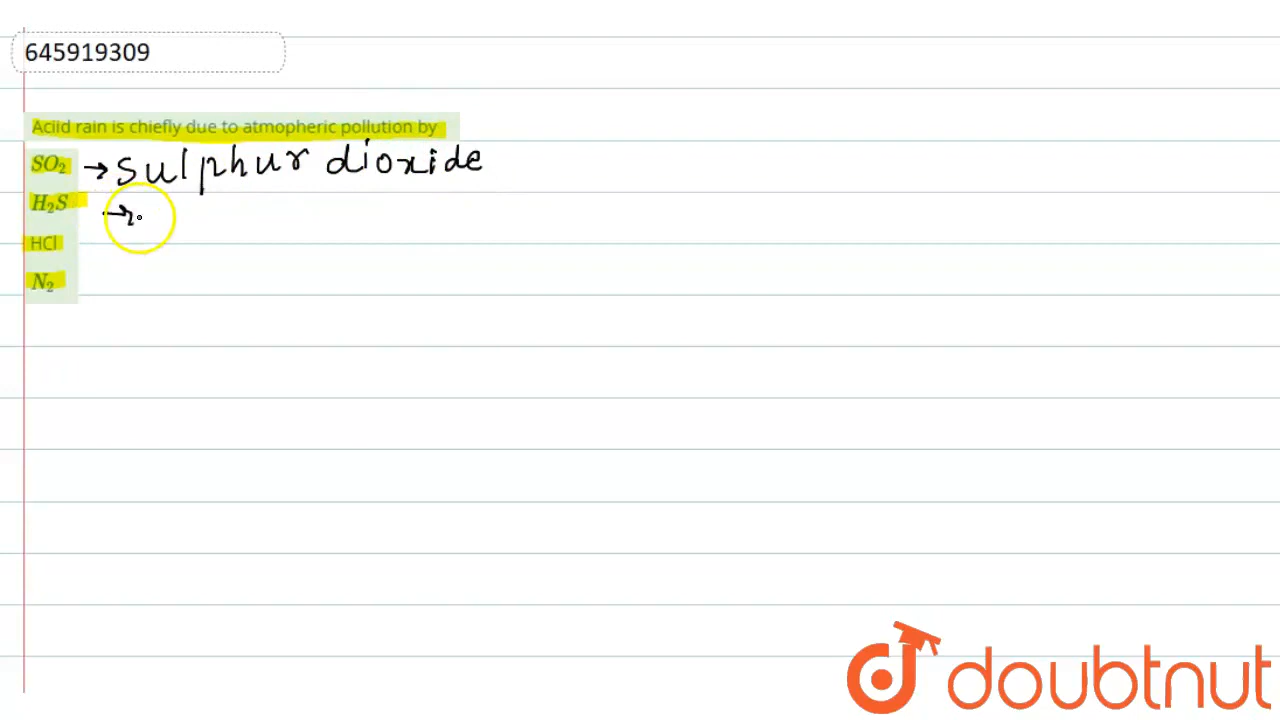 645919309
Aciid rain is chiefly due to atmopheric pollution by
SO₂ → Sulphur dioxide
H₂S →
HCl
N₂
doubtnut